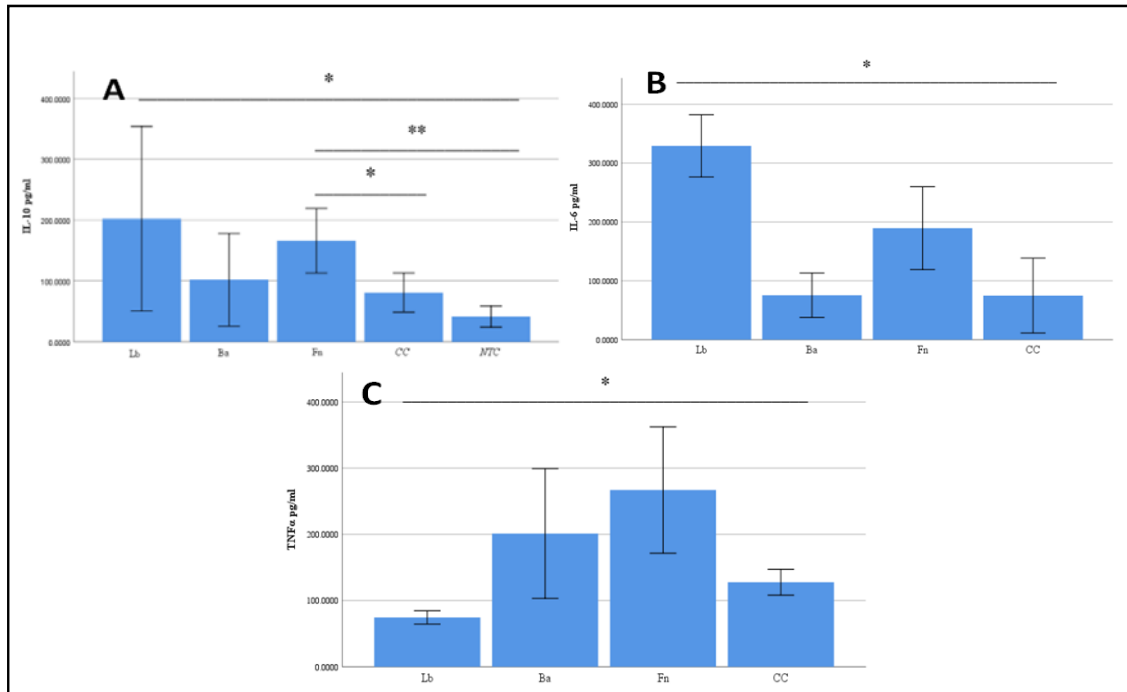 A
*
**
*
400.0000
300.0000
200.0000
100.0000
0.0000
IL-10 pg/ml
Lb Ba Fn CC NTC
B
*
400.0000
300.0000
200.0000
100.0000
0.0000
IL-6 pg/ml
Lb Ba Fn CC
C
*
400.0000
300.0000
200.0000
100.0000
0.0000
TNFα pg/ml
Lb Ba Fn CC